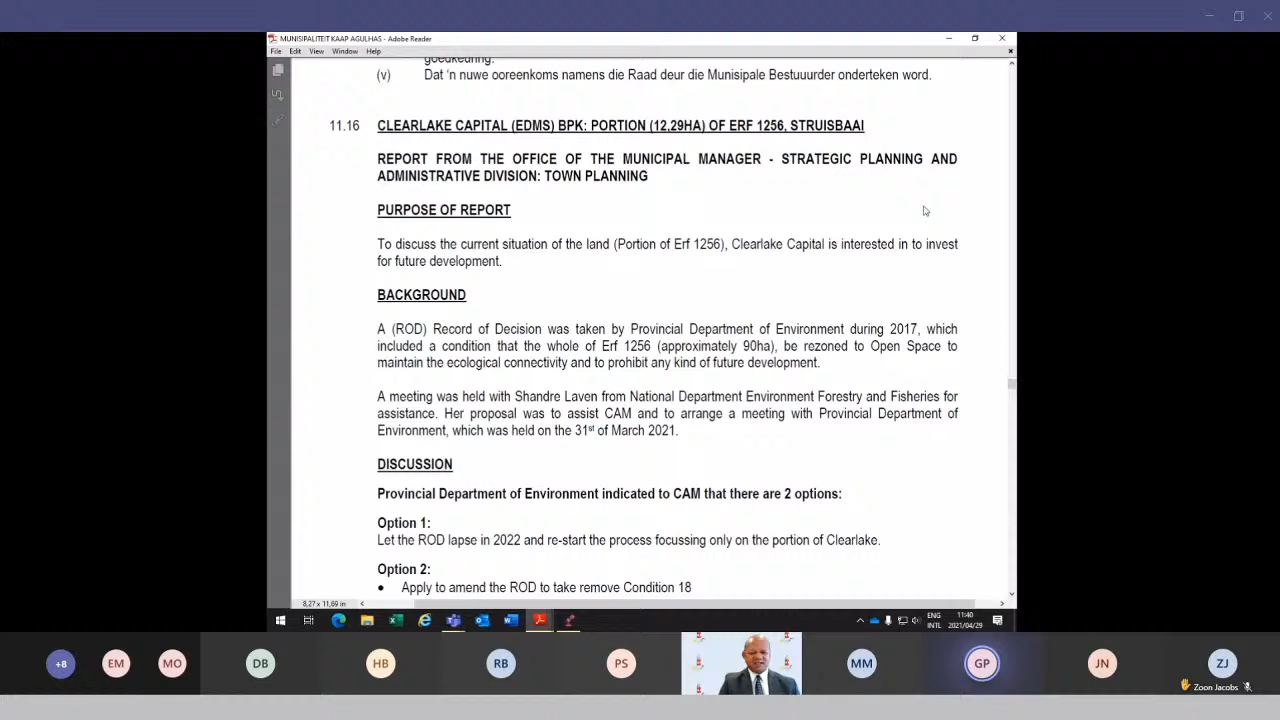 MUNISIPALITEIT KAAP AGULHAS - Adobe Reader
File Edit View Window Help
goedkeuring.
(v) Dat 'n nuwe ooreenkoms namens die Raad deur die Munisipale Bestuuurder onderteken word.
11.16 CLEARLAKE CAPITAL (EDMS) BPK: PORTION (12,29HA) OF ERF 1256, STRUISBAAI
REPORT FROM THE OFFICE OF THE MUNICIPAL MANAGER - STRATEGIC PLANNING AND
ADMINISTRATIVE DIVISION: TOWN PLANNING
PURPOSE OF REPORT
To discuss the current situation of the land (Portion of Erf 1256), Clearlake Capital is interested in to invest
for future development.
BACKGROUND
A (ROD) Record of Decision was taken by Provincial Department of Environment during 2017, which
included a condition that the whole of Erf 1256 (approximately 90ha), be rezoned to Open Space to
maintain the ecological connectivity and to prohibit any kind of future development.
A meeting was held with Shandre Laven from National Department Environment Forestry and Fisheries for
assistance. Her proposal was to assist CAM and to arrange a meeting with Provincial Department of
Environment, which was held on the 31st of March 2021.
DISCUSSION
Provincial Department of Environment indicated to CAM that there are 2 options:
Option 1:
Let the ROD lapse in 2022 and re-start the process focussing only on the portion of Clearlake.
Option 2:
• Apply to amend the ROD to take remove Condition 18
8,27 x 11,69 in
ENG 11:40
INTL 2021/04/29
+8 EM MO DB HB RB PS MM GP JN ZJ
Zoon Jacobs